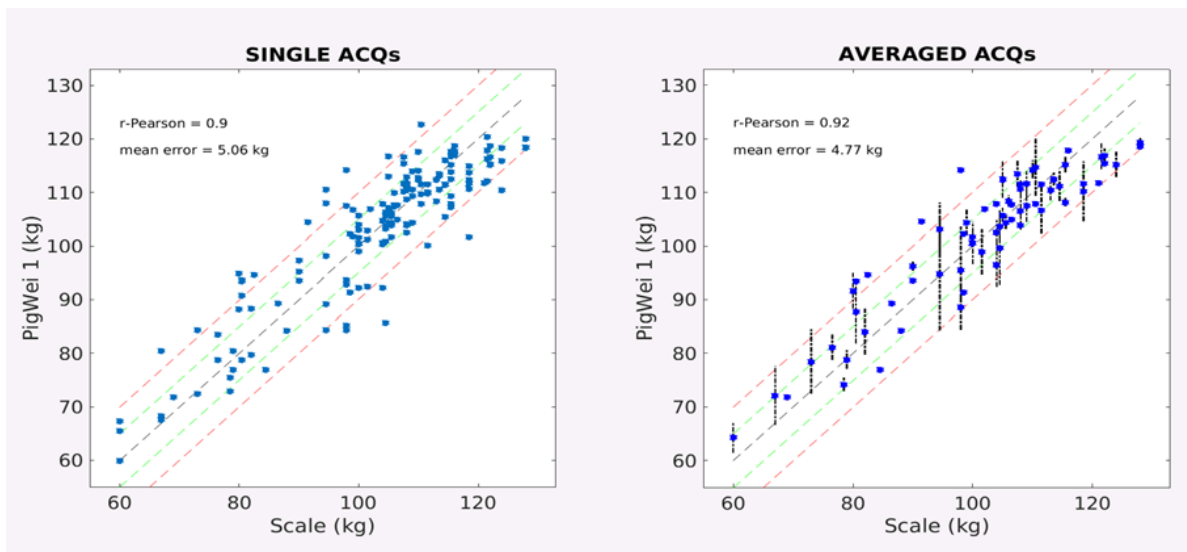 SINGLE ACQs
130
120
110
100
90
80
70
60
PigWei 1 (kg)
r-Pearson = 0.9
mean error = 5.06 kg
60
80
100
120
Scale (kg)
AVERAGED ACQs
130
120
110
100
90
80
70
60
PigWei 1 (kg)
r-Pearson = 0.92
mean error = 4.77 kg
60
80
100
120
Scale (kg)